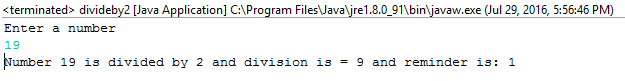 <terminated> divideby2 [Java Application] C:\Program Files\Java\jre1.8.0_91\bin\javaw.exe (Jul 29, 2016, 5:56:46 PM)
Enter a number
19
Number 19 is divided by 2 and division is = 9 and reminder is: 1